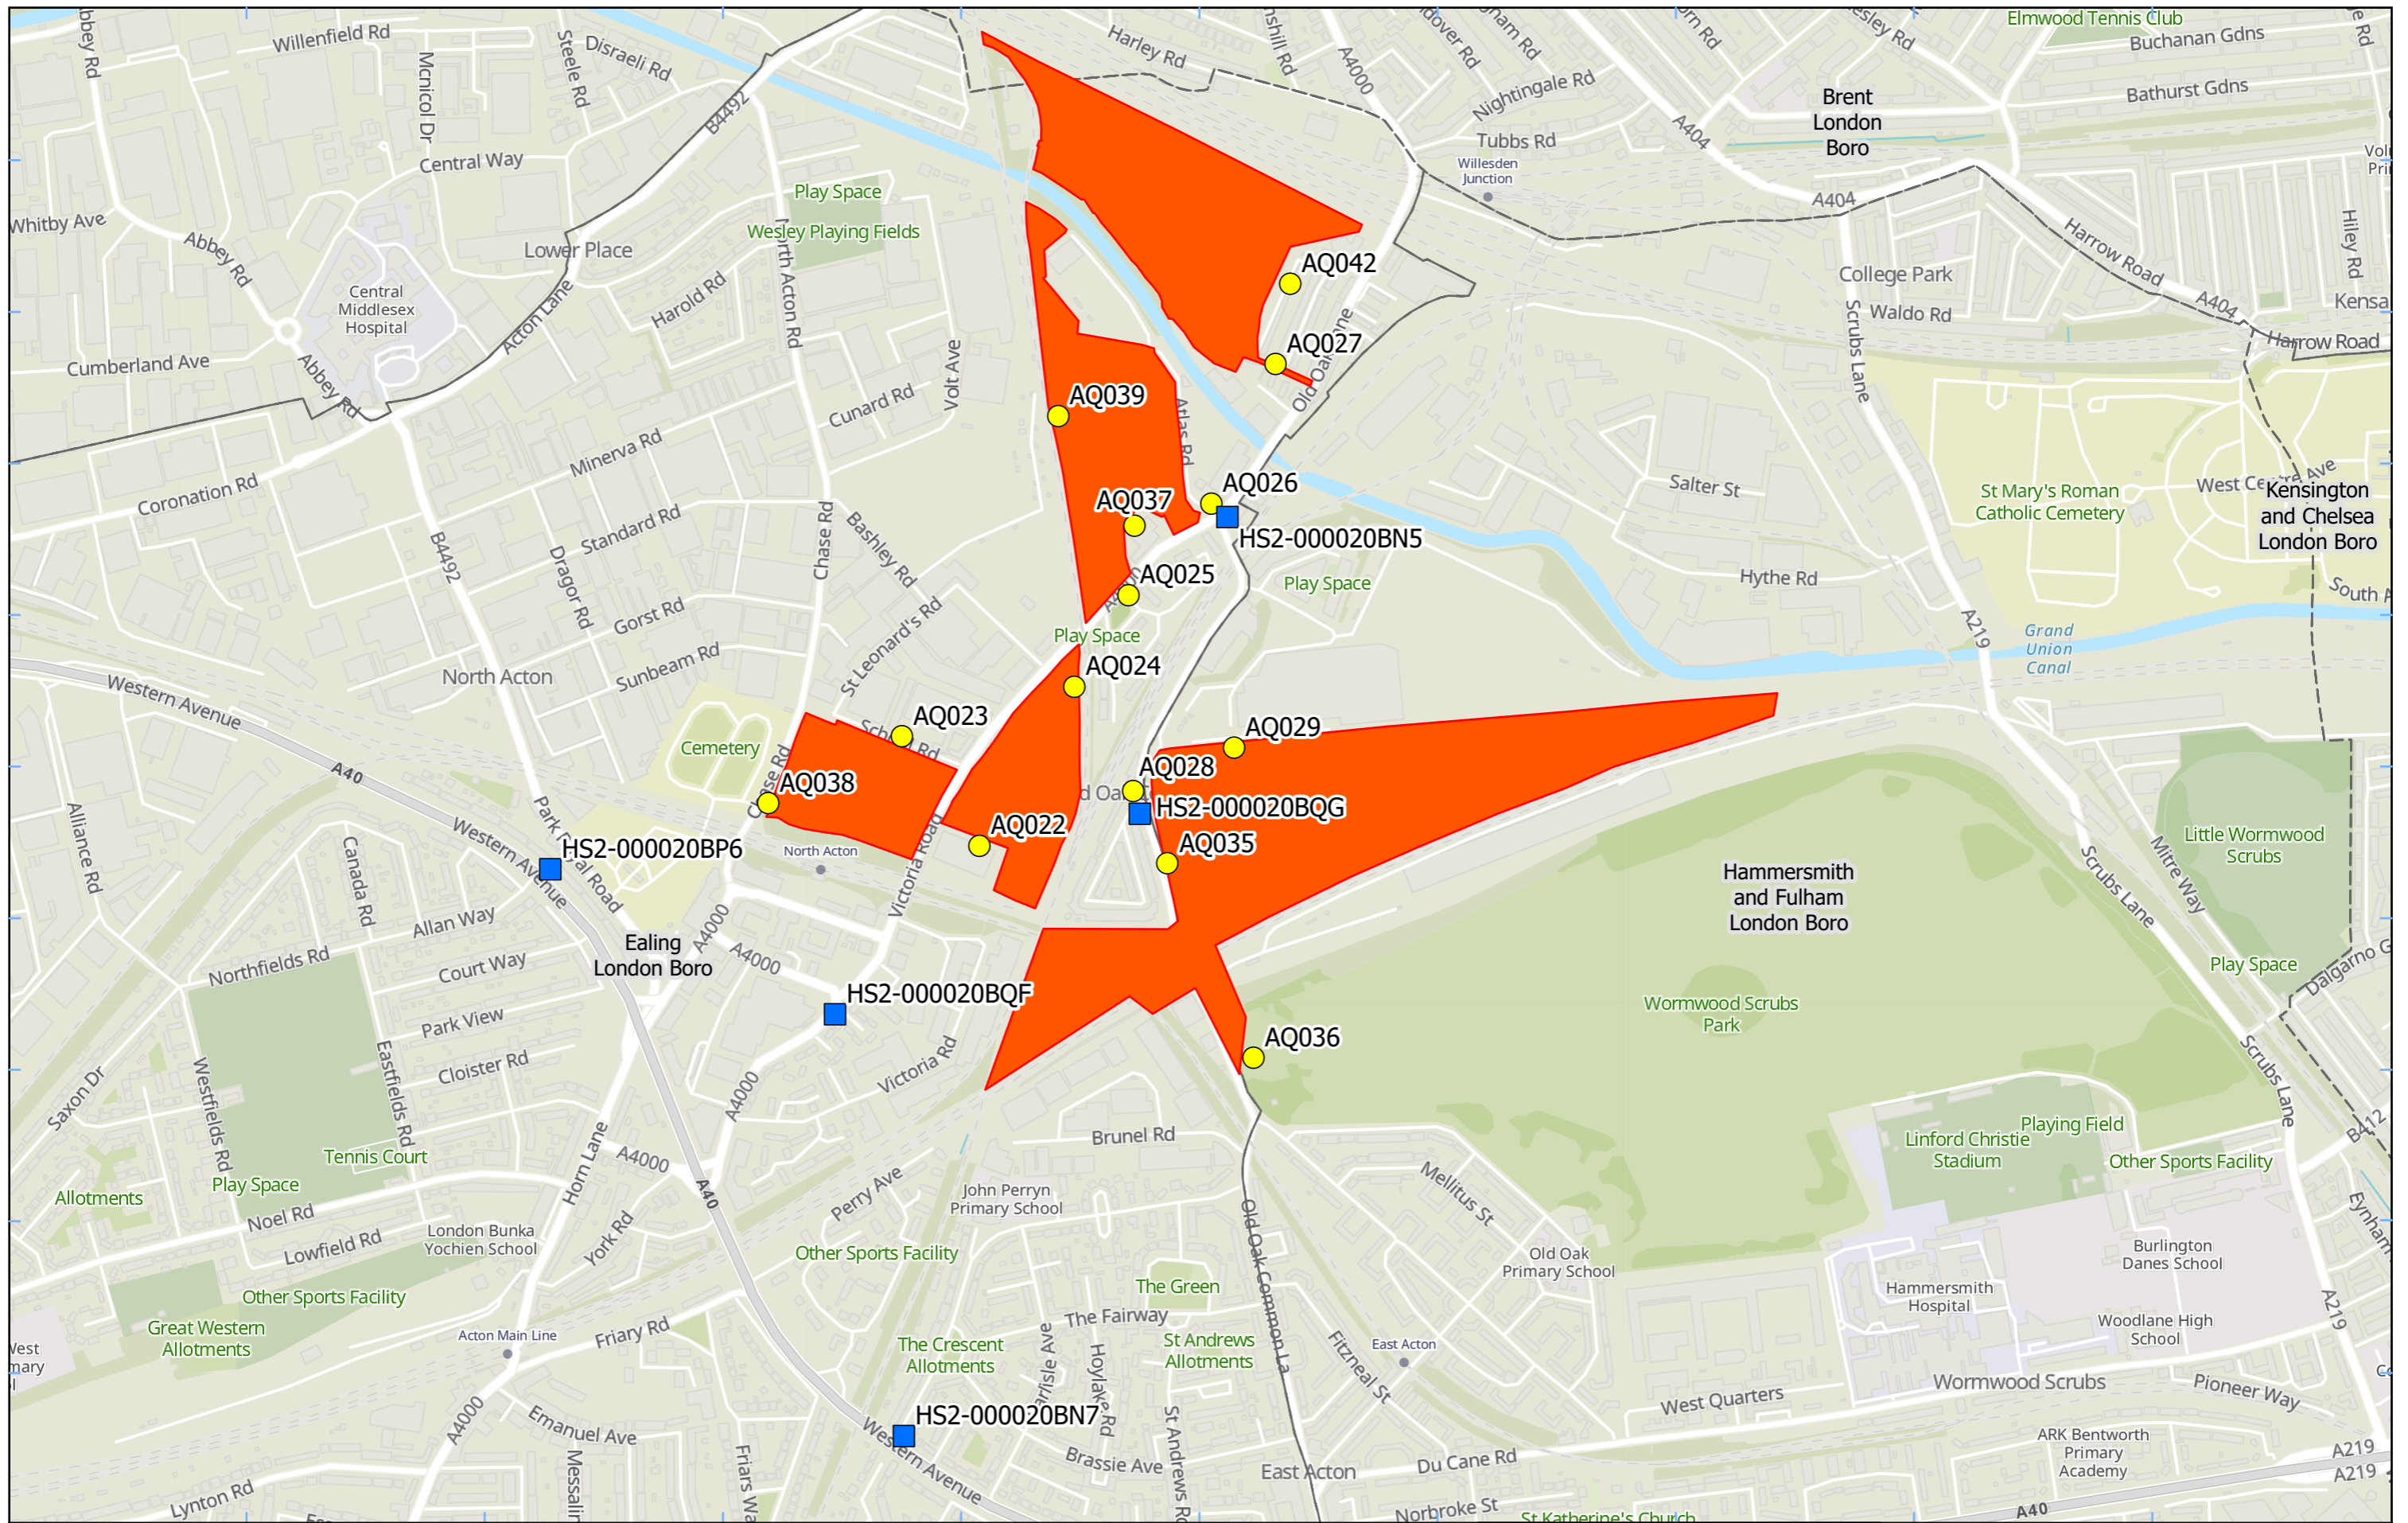 Willenfield Rd
Mcnicol Dr
Steele Rd
Disraeli Rd
B4492
Central Way
Whitby Ave
Abbey Rd
Lower Place
Central
Middlesex
Hospital
Acton Lane
Cumberland Ave
Abbey Rd
Harold Rd
Play Space
Wesley Playing Fields
North Acton Rd
Volt Ave
Cunard Rd
Harley Rd
A4000
Nightingale Rd
Tubbs Rd
Willesden
Junction
A404
A404
Brent
London
Boro
Elmwood Tennis Club
Buchanan Gdns
Bathurst Gdns
Hiley Rd
Harrow Road
A404
Harrow Road
College Park
Waldo Rd
Scrubs Lane
AQ042
AQ027
AQ039
Atlas Rd
AQ026
AQ037
HS2-000020BN5
AQ025
Play Space
Play Space
AQ024
Salter St
Hythe Rd
A219
St Mary's Roman
Catholic Cemetery
Kensington
and Chelsea
London Boro
Grand
Union
Canal
Coronation Rd
Minerva Rd
Standard Rd
Chase Rd
Bashley Rd
B4492
Dragor Rd
Gorst Rd
Sunbeam Rd
St Leonard's Rd
North Acton
Western Avenue
A40
Cemetery
AQ023
AQ038
AQ022
AQ029
AQ028
HS2-000020BQG
AQ035
North Acton
Victoria Road
Park Royal Road
Western Avenue
HS2-000020BP6
Alliance Rd
Canada Rd
Allan Way
Northfields Rd
Court Way
Ealing
London Boro
A4000
A4000
HS2-000020BQF
Hammersmith
and Fulham
London Boro
Little Wormwood
Scrubs
Mitre Way
Scrubs Lane
Play Space
Wormwood Scrubs
Park
AQ036
Park View
Cloister Rd
Saxon Dr
Westfields Rd
Eastfields Rd
Victoria Rd
A4000
Tennis Court
Play Space
Allotments
Noel Rd
Lowfield Rd
A4000
Horn Lane
York Rd
A40
London Bunka
Yochien School
Other Sports Facility
Great Western
Allotments
Acton Main Line
Friary Rd
Perry Ave
Brunel Rd
John Perryn
Primary School
Other Sports Facility
The Green
The Fairway
The Crescent
Allotments
St Andrews
Allotments
Hoylake Rd
Old Oak Common La
Mellitus St
Old Oak
Primary School
Fitzneal St
East Acton
Linford Christie
Stadium
Playing Field
Other Sports Facility
Scrubs Lane
B412
Burlington
Danes School
Hammersmith
Hospital
Woodlane High
School
A219
West Quarters
Wormwood Scrubs
Pioneer Way
ARK Bentworth
Primary
Academy
A219
A219
A40
HS2-000020BN7
Western Avenue
Brassie Ave
East Acton
Du Cane Rd
Norbroke St
St Katherine's Church
Emanuel Ave
A4000
Lynton Rd